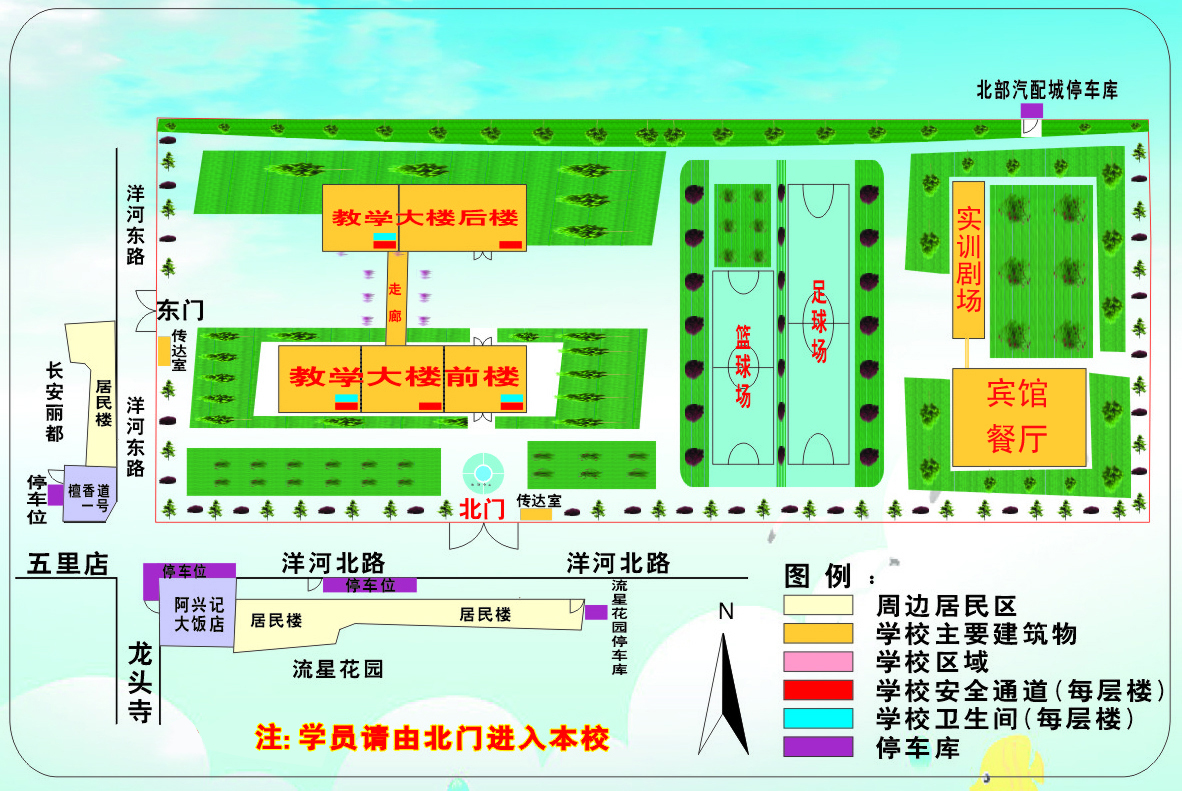 北部汽配城停车库
洋河东路
教学大楼后楼
走廊
东门
传达室
教学大楼前楼
足球场
篮球场
实训剧场
宾馆
餐厅
长安丽都
居民楼
洋河东路
停车位
檀香道
一号
北门
传达室
五里店
洋河北路
洋河北路
停车位
停车位
阿兴记
大饭店
居民楼
居民楼
流星花园停车库
流星花园
龙头寺
注:学员请由北门进入本校
N
图例：
周边居民区
学校主要建筑物
学校区域
学校安全通道(每层楼)
学校卫生间(每层楼)
停车库